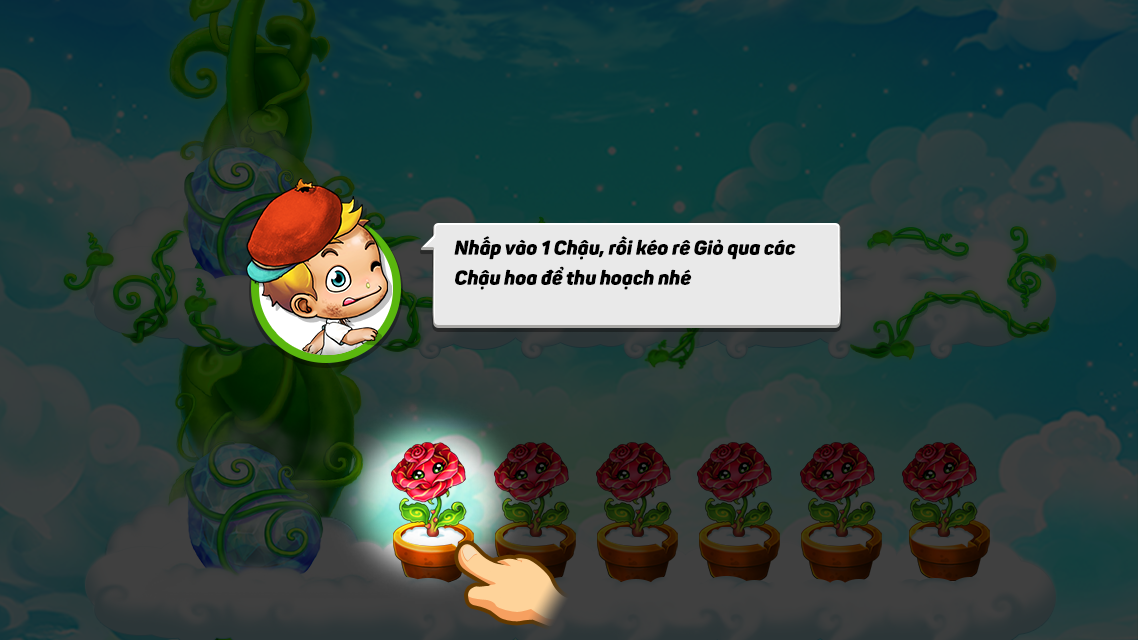 Nhấp vào 1 Chậu, rồi kéo rê Giỏ qua các
Chậu hoa để thu hoạch nhé